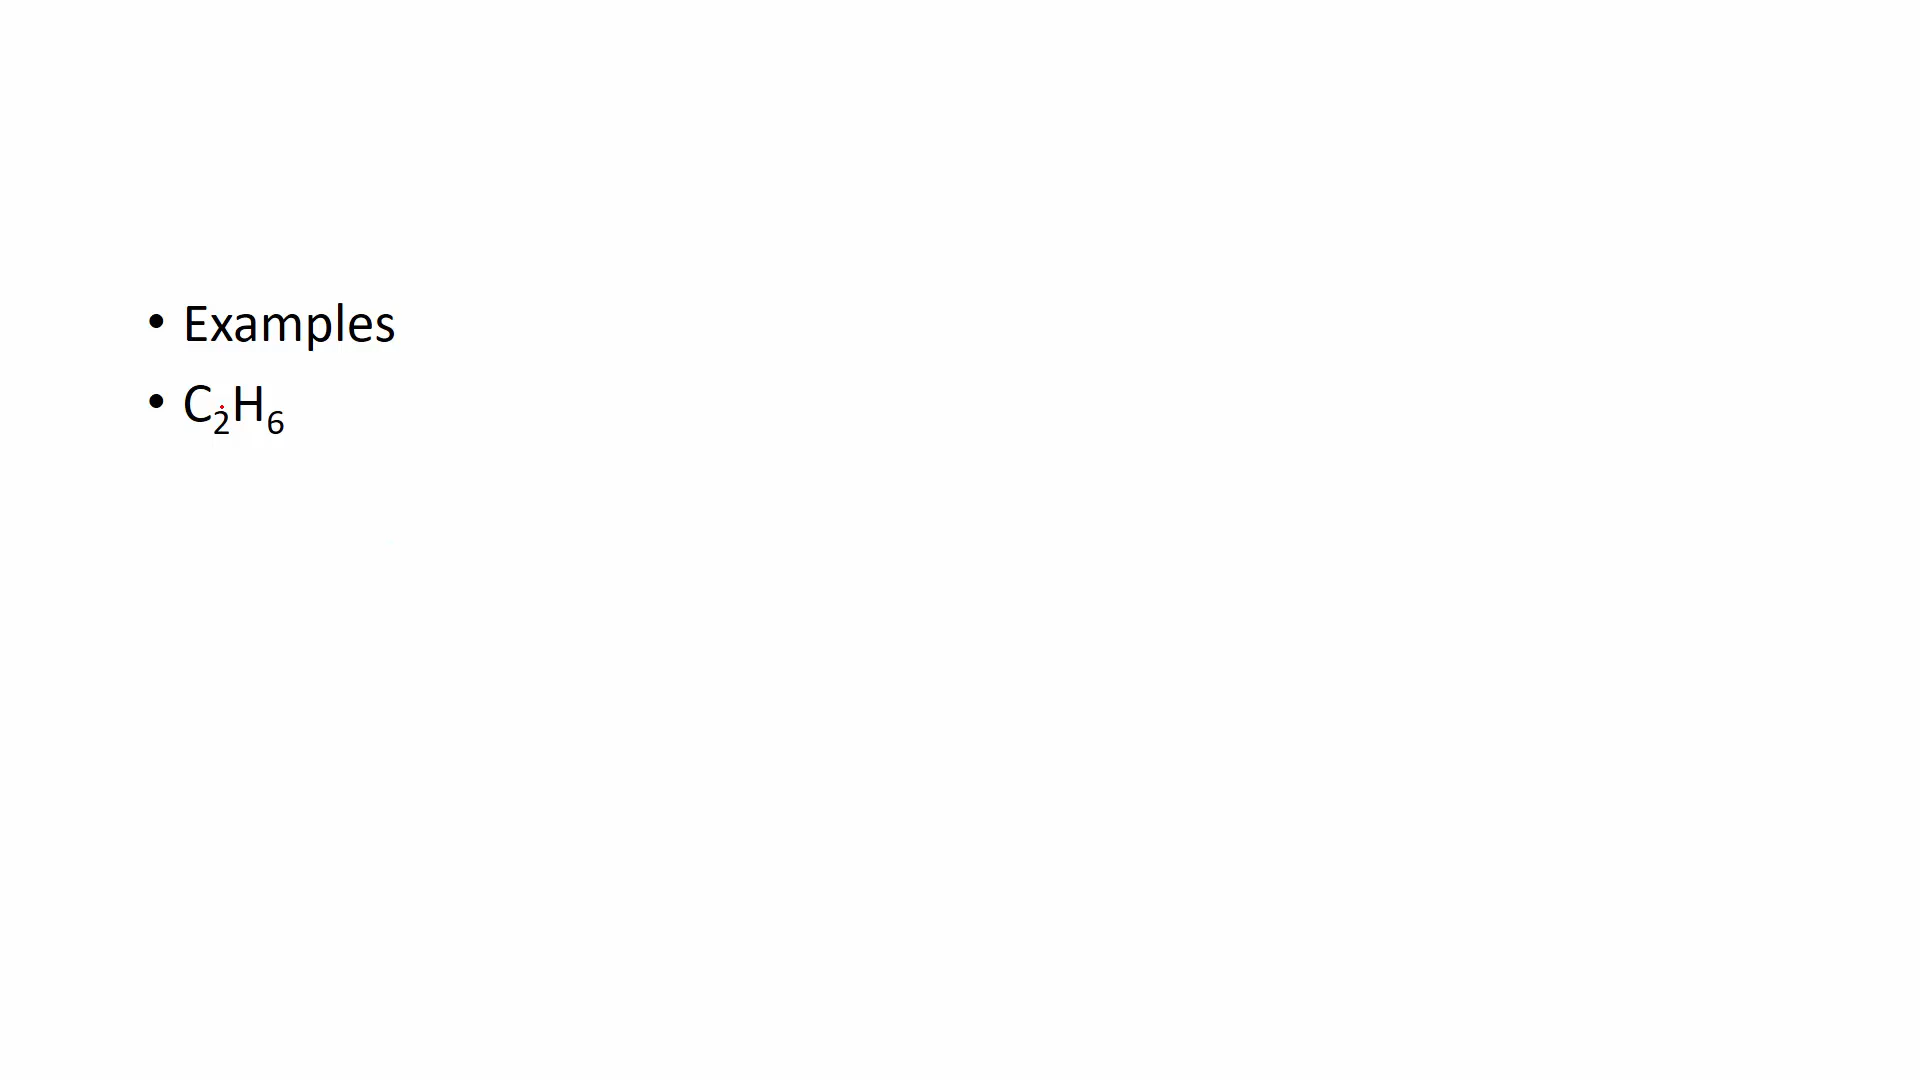 • Examples
• C₂H₆